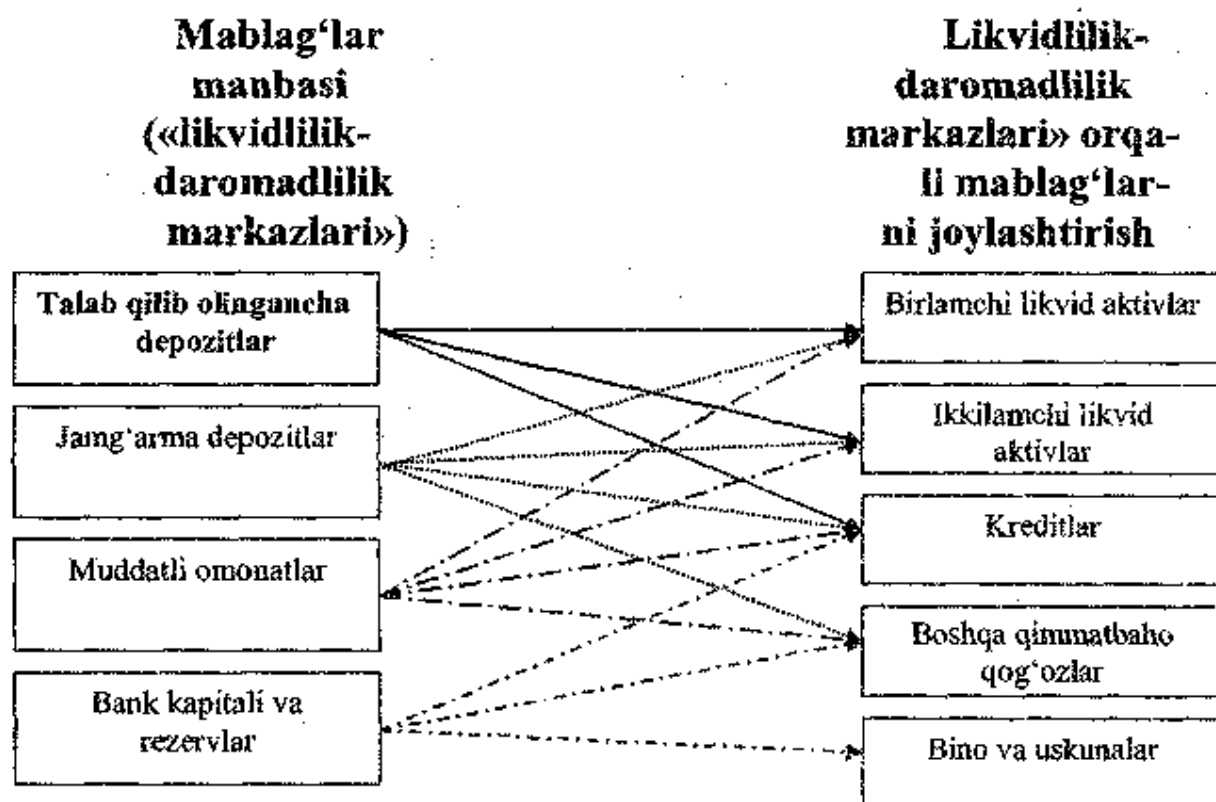 Mablag‘lar
manbasi
(«likvidlilik-
daromadlilik
markazlari»)
Likvidlilik-
daromadlilik
markazlari» orqa-
li mablag‘lar-
ni joylashtirish
Talab qilib olinguncha
depozitlar
Jamg‘arma depozitlar
Muddatli omonatlar
Bank kapitali va
rezervlar
Birlamchi likvid aktivlar
Ikkilamchi likvid
aktivlar
Kreditlar
Boshqa qimmatbaho
qog‘ozlar
Bino va uskunalar